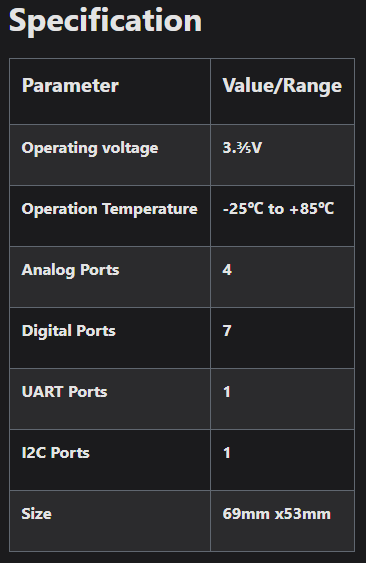 Specification
Parameter Value/Range
Operating voltage 3.⅗V
Operation Temperature -25℃ to +85℃
Analog Ports 4
Digital Ports 7
UART Ports 1
I2C Ports 1
Size 69mm x53mm